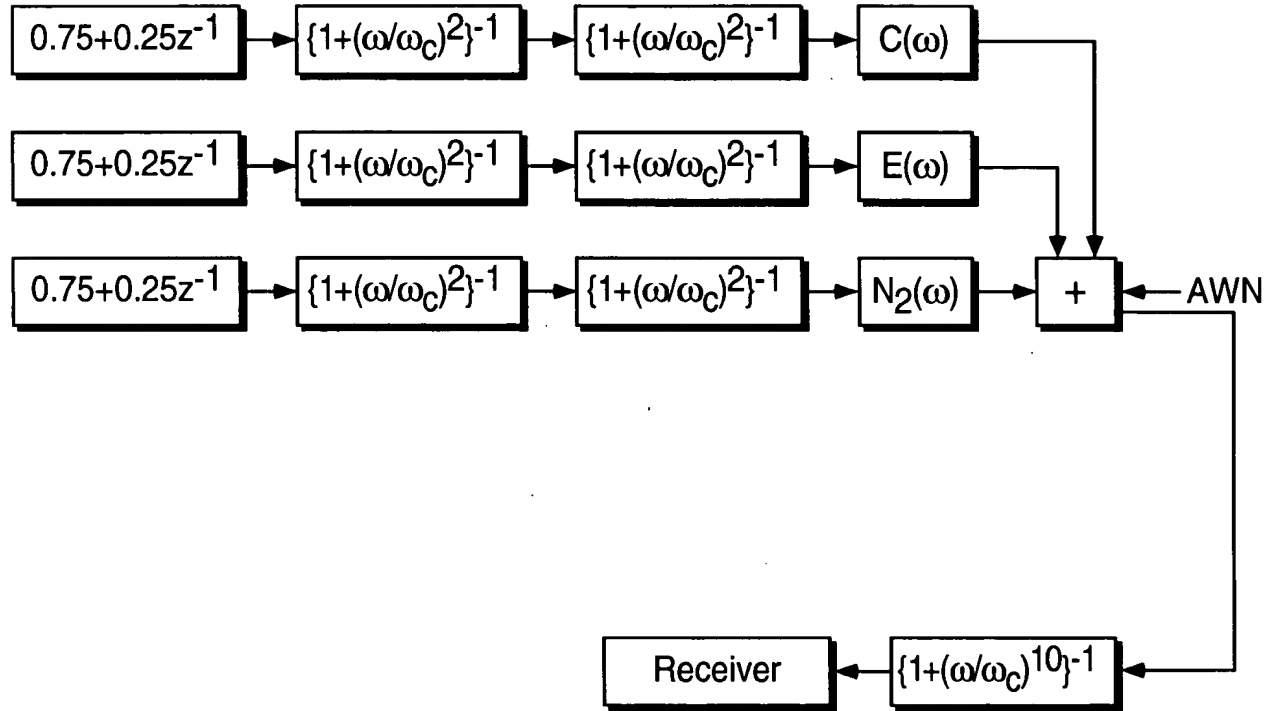 0.75+0.25z⁻¹ {1+(ω/ω_C)²}⁻¹ {1+(ω/ω_C)²}⁻¹ C(ω)
0.75+0.25z⁻¹ {1+(ω/ω_C)²}⁻¹ {1+(ω/ω_C)²}⁻¹ E(ω)
0.75+0.25z⁻¹ {1+(ω/ω_C)²}⁻¹ {1+(ω/ω_C)²}⁻¹ N₂(ω) + AWN
Receiver {1+(ω/ω_C)¹⁰}⁻¹